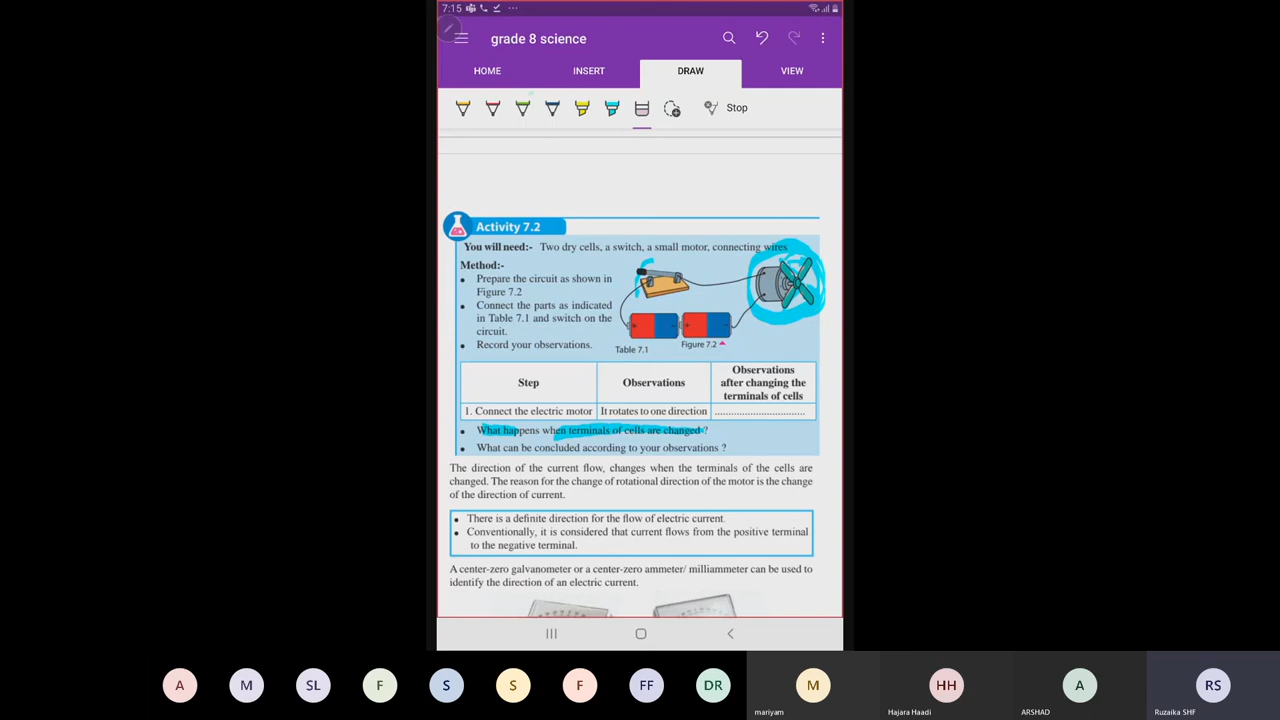 7:15
grade 8 science
HOME INSERT DRAW VIEW
Stop
Activity 7.2
You will need:- Two dry cells, a switch, a small motor, connecting wires
Method:-
• Prepare the circuit as shown in
Figure 7.2
• Connect the parts as indicated
in Table 7.1 and switch on the
circuit.
• Record your observations.
Table 7.1
Figure 7.2
Step
Observations
Observations
after changing the
terminals of cells
1. Connect the electric motor
It rotates to one direction
................................
• What happens when terminals of cells are changed ?
• What can be concluded according to your observations ?
The direction of the current flow, changes when the terminals of the cells are
changed. The reason for the change of rotational direction of the motor is the change
of the direction of current.
• There is a definite direction for the flow of electric current.
• Conventionally, it is considered that current flows from the positive terminal
to the negative terminal.
A center-zero galvanometer or a center-zero ammeter/ milliammeter can be used to
identify the direction of an electric current.
A M SL F S S F FF DR M HH A RS
mariyam Hajara Haadi ARSHAD Ruzaika SHF